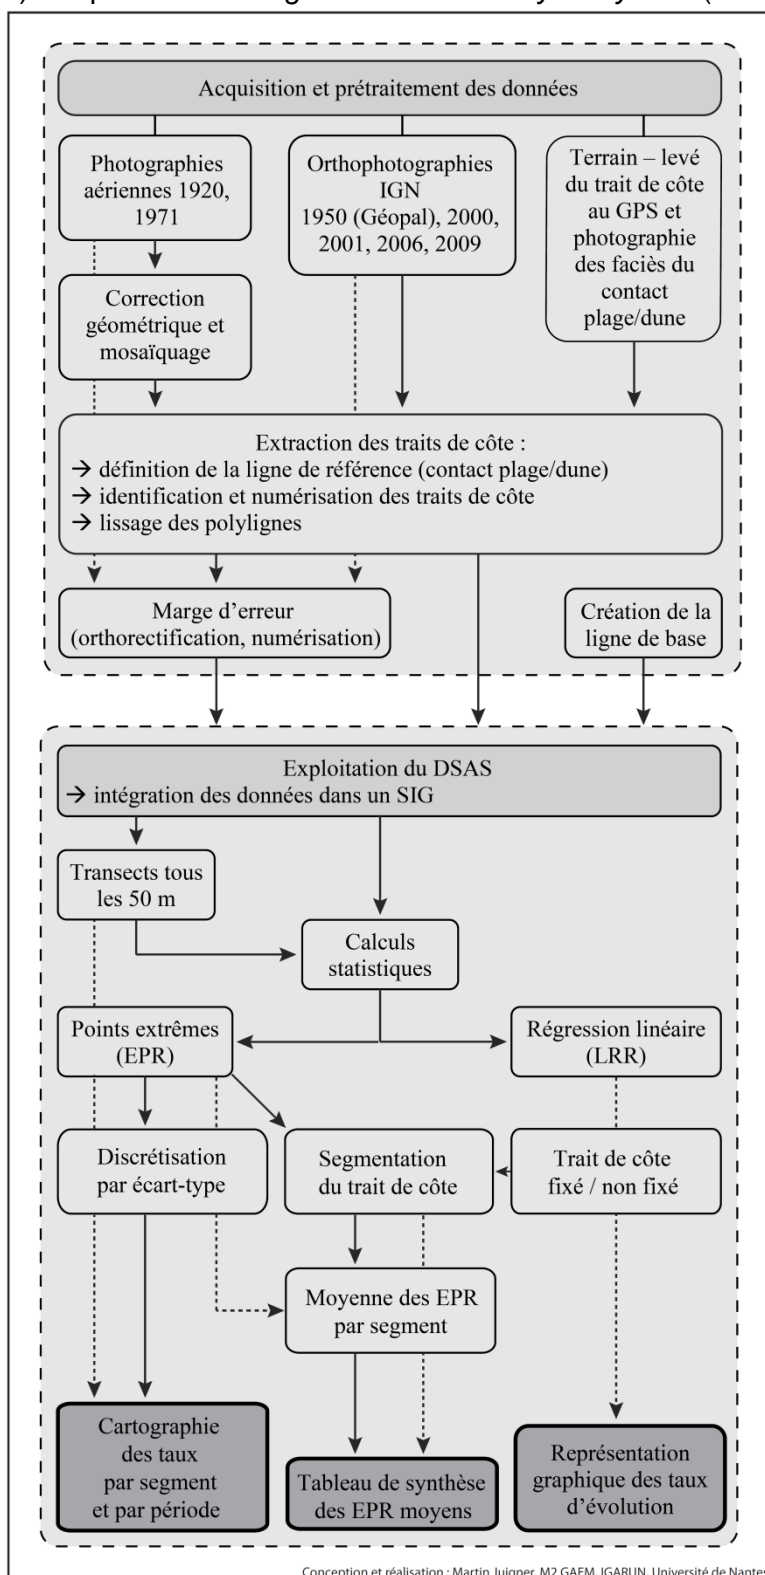 Acquisition et prétraitement des données
Photographies
aériennes 1920,
1971
Orthophotographies
IGN
1950 (Géopal), 2000,
2001, 2006, 2009
Terrain – levé
du trait de côte
au GPS et
photographie
des faciès du
contact
plage/dune
Correction
géométrique et
mosaïquage
Extraction des traits de côte :
→ définition de la ligne de référence (contact plage/dune)
→ identification et numérisation des traits de côte
→ lissage des polylignes
Marge d’erreur
(orthorectification, numérisation)
Création de la
ligne de base
Exploitation du DSAS
→ intégration des données dans un SIG
Transects tous
les 50 m
Calculs
statistiques
Points extrêmes
(EPR)
Régression linéaire
(LRR)
Discrétisation
par écart-type
Segmentation
du trait de côte
Trait de côte
fixé / non fixé
Moyenne des EPR
par segment
Cartographie
des taux
par segment
et par période
Tableau de synthèse
des EPR moyens
Représentation
graphique des taux
d’évolution
Conception et réalisation : Martin Juigner, M2 GAEM, IGARUN, Université de Nantes